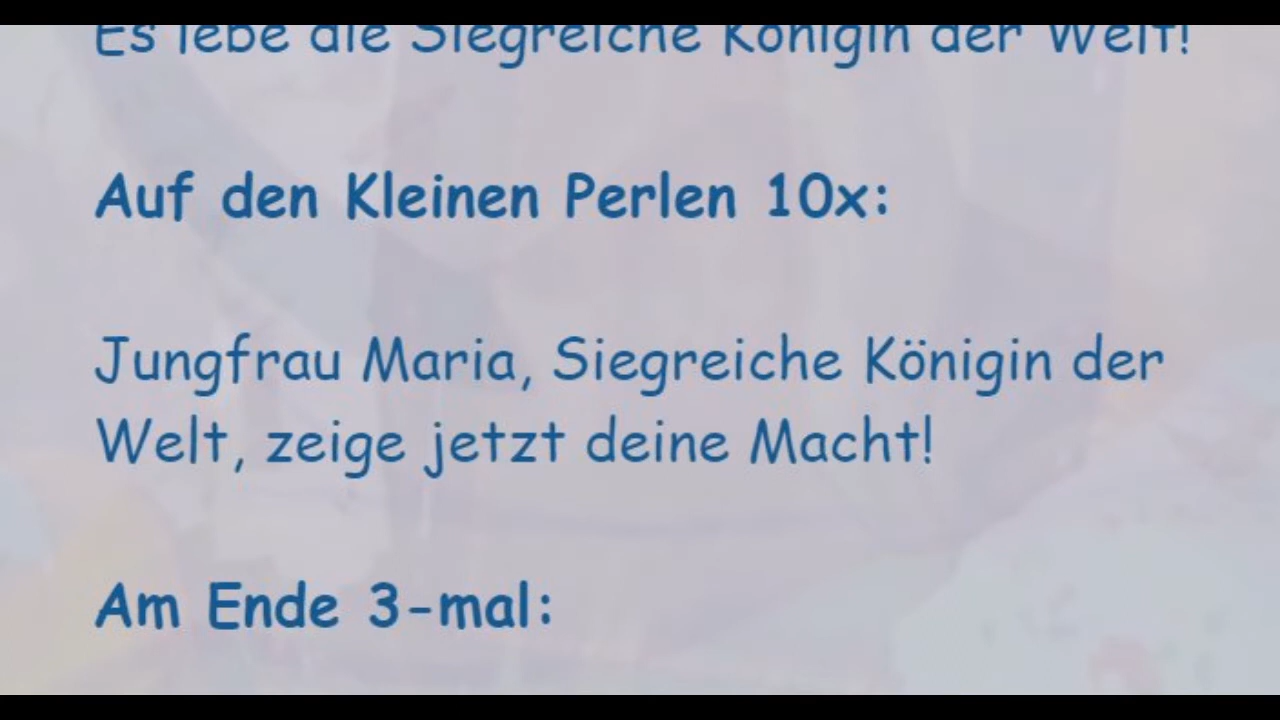 Es lebe die Siegreiche Königin der Welt!
Auf den Kleinen Perlen 10x:
Jungfrau Maria, Siegreiche Königin der
Welt, zeige jetzt deine Macht!
Am Ende 3-mal: